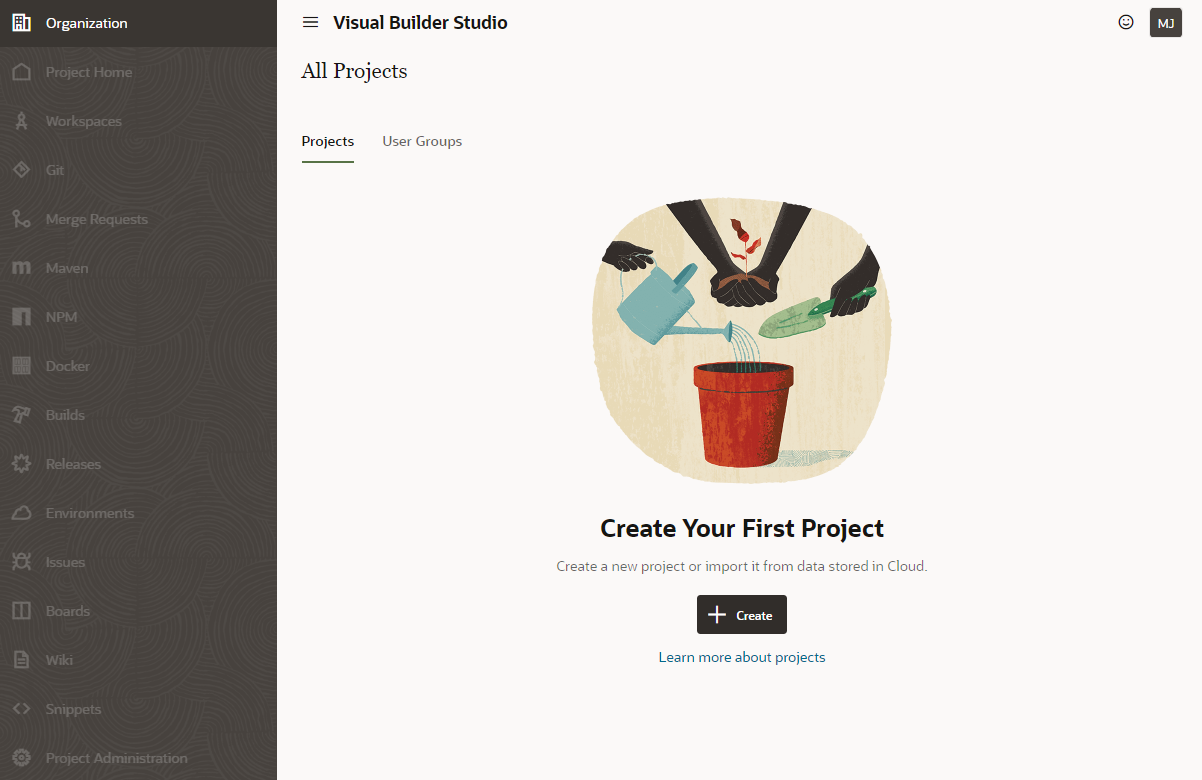 Organization
Project Home
Workspaces
Git
Merge Requests
Maven
NPM
Docker
Builds
Releases
Environments
Issues
Boards
Wiki
Snippets
Project Administration
Visual Builder Studio
MJ
All Projects
Projects
User Groups
Create Your First Project
Create a new project or import it from data stored in Cloud.
Create
Learn more about projects